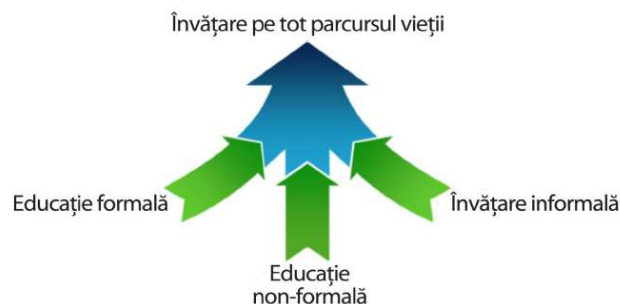 Învățare pe tot parcursul vieții
Educație formală
Învățare informală
Educație
non-formală